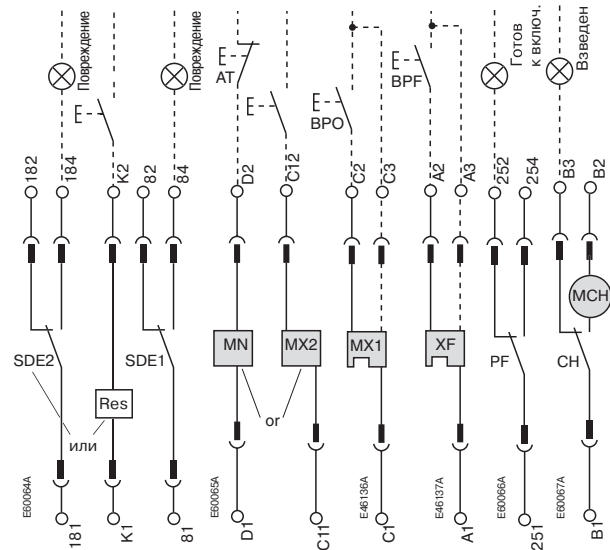 Повреждение
Повреждение
AT
BPO
BPF
Готов
к включ.
Взведен
182
184
K2
82
84
D2
C12
C2
C3
A2
A3
252
254
B3
B2
MCH
SDE2
SDE1
MN
MX2
MX1
XF
PF
CH
Res
или
or
E60064A
E60065A
E46136A
E46137A
E60066A
E60067A
181
K1
81
D1
C11
C1
A1
251
B1